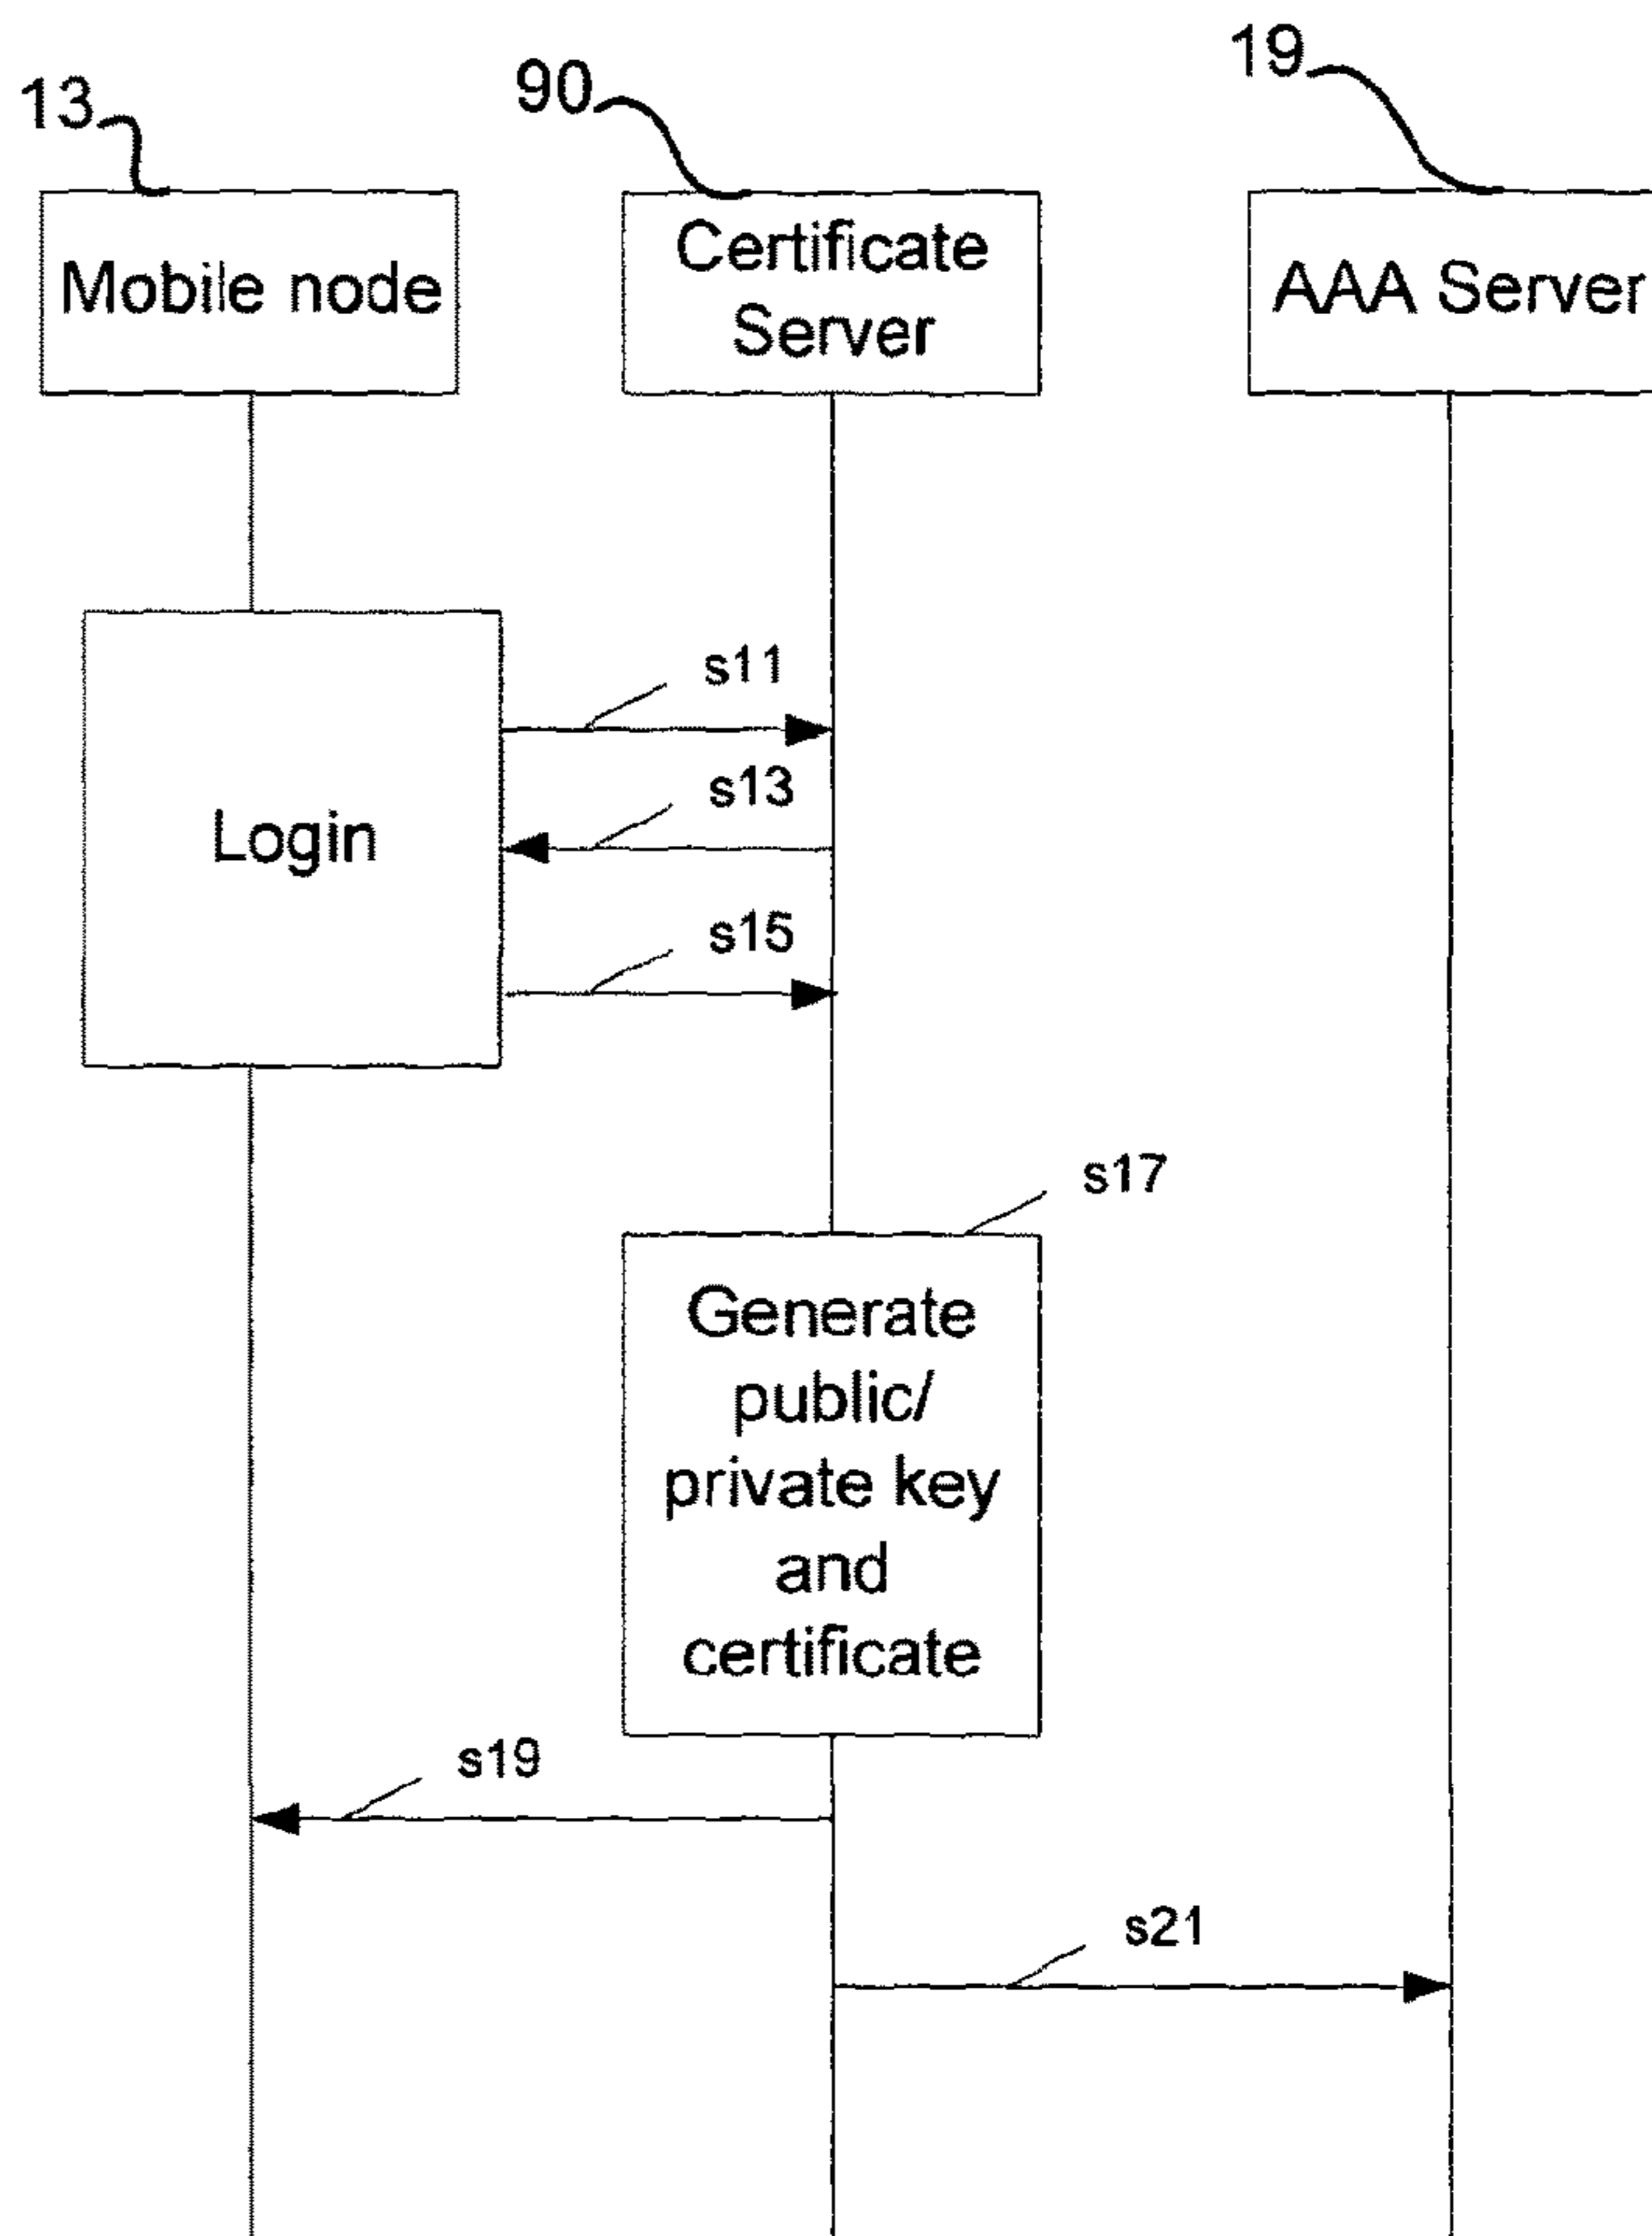 13
90
19
Mobile node
Certificate
Server
AAA Server
s11
s13
Login
s15
s17
Generate
public/
private key
and
certificate
s19
s21